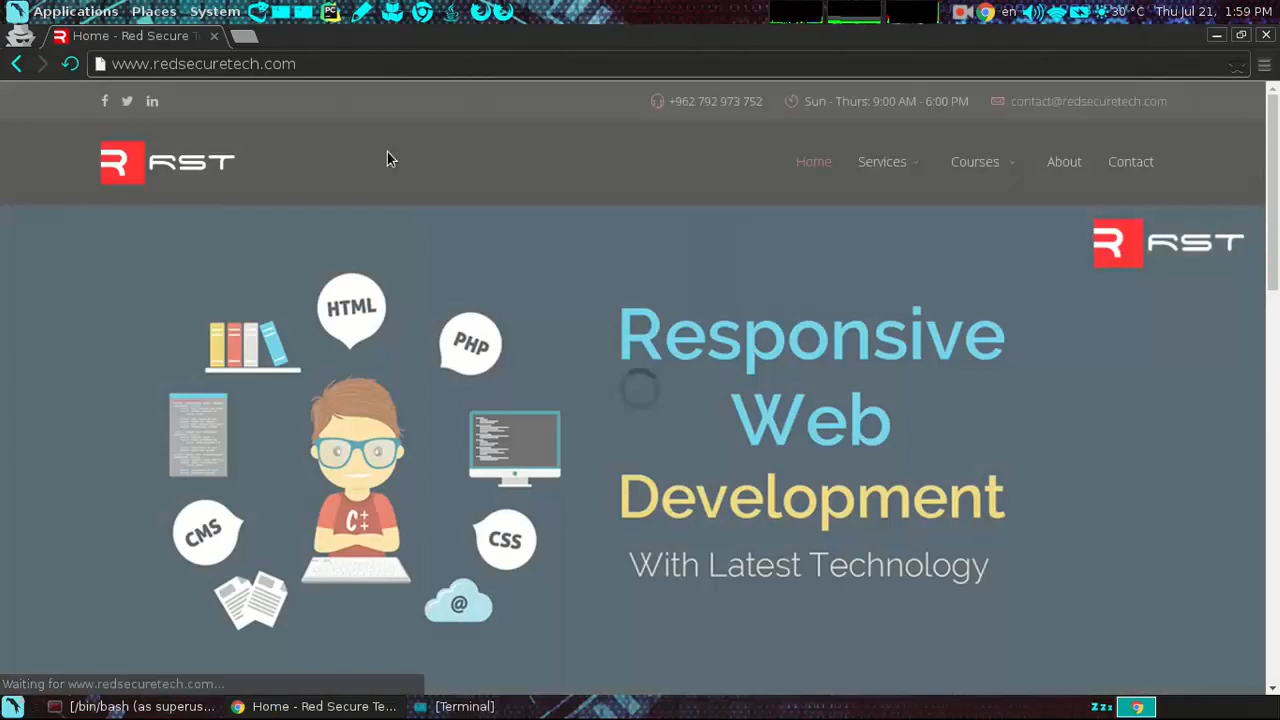 Applications Places System
en 30 °C Thu Jul 21, 1:59 PM
Home - Red Secure T
www.redsecuretech.com
+962 792 973 752 Sun - Thurs: 9:00 AM - 6:00 PM contact@redsecuretech.com
R RST
Home Services Courses About Contact
R RST
HTML
PHP
Responsive
Web
Development
With Latest Technology
C++
CMS
CSS
@
Waiting for www.redsecuretech.com...
[/bin/bash (as superus... Home - Red Secure Te... [Terminal]